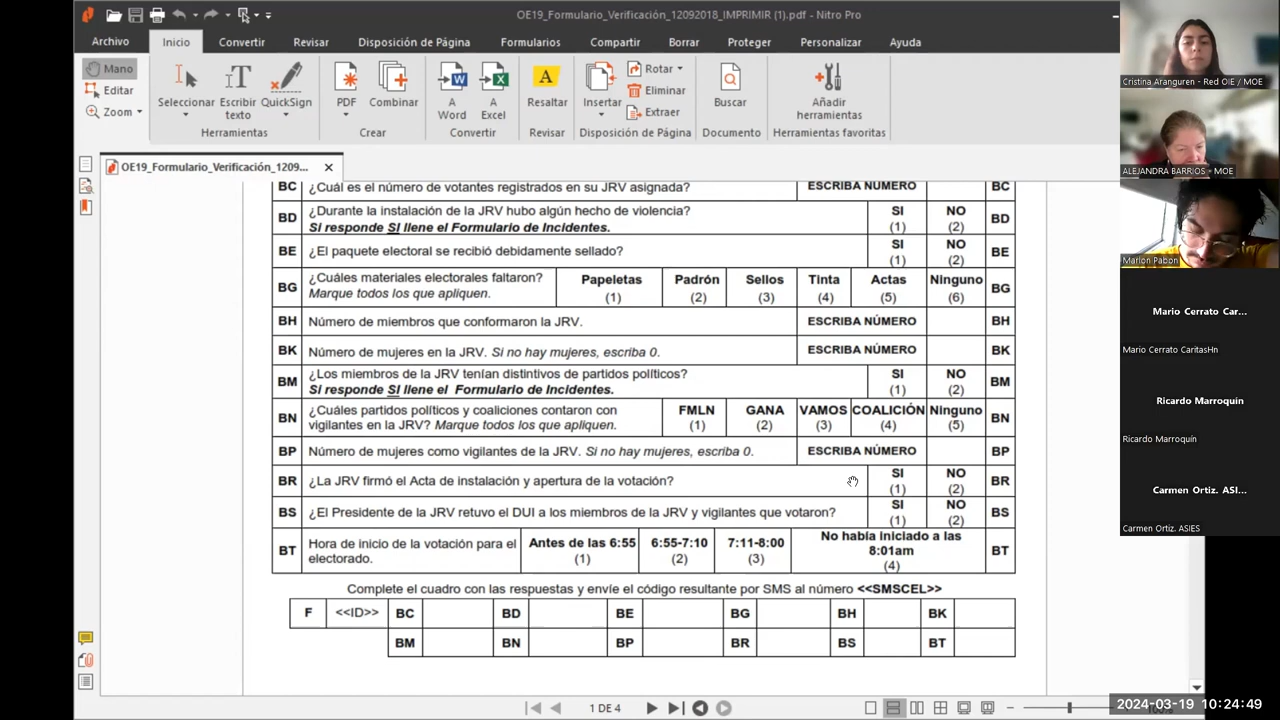 OE19_Formulario_Verificación_12092018_IMPRIMIR (1).pdf - Nitro Pro
Archivo Inicio Convertir Revisar Disposición de Página Formularios Compartir Borrar Proteger Personalizar Ayuda
Mano
Editar
Zoom
Seleccionar
Escribir texto
QuickSign
Herramientas
PDF
Combinar
Crear
A Word
A Excel
Convertir
Resaltar
Revisar
Insertar
Rotar
Eliminar
Extraer
Disposición de Página
Buscar
Documento
Añadir herramientas
Herramientas favoritas
OE19_Formulario_Verificación_1209...
BC ¿Cuál es el número de votantes registrados en su JRV asignada? ESCRIBA NÚMERO BC
BD ¿Durante la instalación de la JRV hubo algún hecho de violencia? SI NO BD
Si responde SI llene el Formulario de Incidentes. (1) (2)
BE ¿El paquete electoral se recibió debidamente sellado? SI NO BE
(1) (2)
BG ¿Cuáles materiales electorales faltaron? Papeletas Padrón Sellos Tinta Actas Ninguno BG
Marque todos los que apliquen. (1) (2) (3) (4) (5) (6)
BH Número de miembros que conformaron la JRV. ESCRIBA NÚMERO BH
BK Número de mujeres en la JRV. Si no hay mujeres, escriba 0. ESCRIBA NÚMERO BK
BM ¿Los miembros de la JRV tenían distintivos de partidos políticos? SI NO BM
Si responde SI llene el Formulario de Incidentes. (1) (2)
BN ¿Cuáles partidos políticos y coaliciones contaron con FMLN GANA VAMOS COALICIÓN Ninguno BN
vigilantes en la JRV? Marque todos los que apliquen. (1) (2) (3) (4) (5)
BP Número de mujeres como vigilantes de la JRV. Si no hay mujeres, escriba 0. ESCRIBA NÚMERO BP
BR ¿La JRV firmó el Acta de instalación y apertura de la votación? SI NO BR
(1) (2)
BS ¿El Presidente de la JRV retuvo el DUI a los miembros de la JRV y vigilantes que votaron? SI NO BS
(1) (2)
BT Hora de inicio de la votación para el Antes de las 6:55 6:55-7:10 7:11-8:00 No había iniciado a las BT
electorado. (1) (2) (3) 8:01am
(4)
Complete el cuadro con las respuestas y envíe el código resultante por SMS al número <<SMSCEL>>
F <<ID>> BC BD BE BG BH BK
BM BN BP BR BS BT
1 DE 4
Cristina Aranguren - Red OIE / MOE
ALEJANDRA BARRIOS - MOE
Marlon Pabon
Mario Cerrato Car...
Mario Cerrato CaritasHn
Ricardo Marroquín
Ricardo Marroquín
Carmen Ortiz. ASI...
Carmen Ortiz. ASIES
2024-03-19 10:24:49